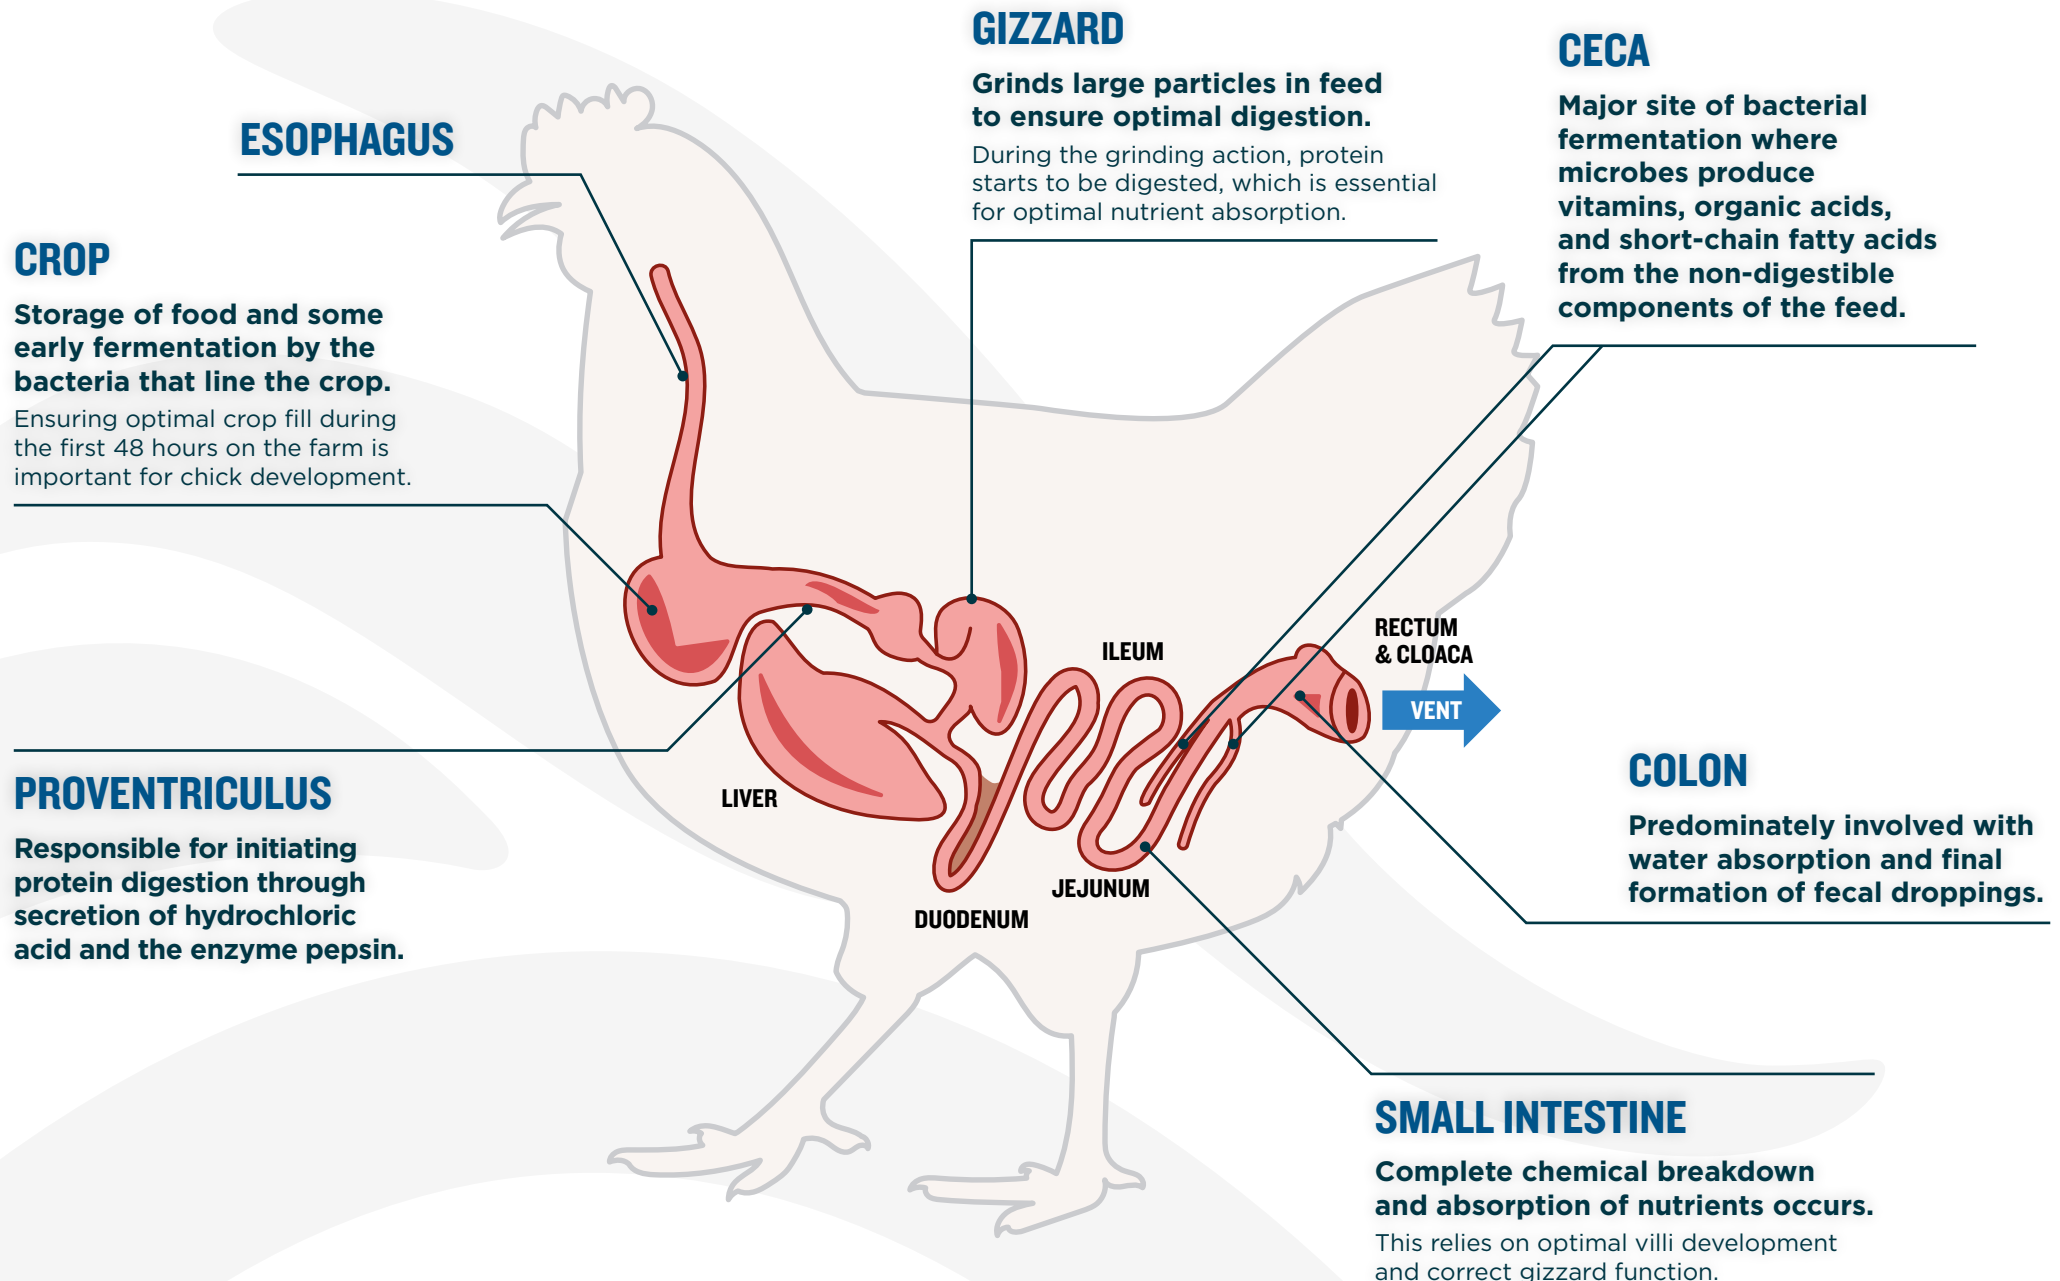 GIZZARD
Grinds large particles in feed
to ensure optimal digestion.
During the grinding action, protein
starts to be digested, which is essential
for optimal nutrient absorption.
CECA
Major site of bacterial
fermentation where
microbes produce
vitamins, organic acids,
and short-chain fatty acids
from the non-digestible
components of the feed.
ESOPHAGUS
CROP
Storage of food and some
early fermentation by the
bacteria that line the crop.
Ensuring optimal crop fill during
the first 48 hours on the farm is
important for chick development.
PROVENTRICULUS
Responsible for initiating
protein digestion through
secretion of hydrochloric
acid and the enzyme pepsin.
LIVER
DUODENUM
JEJUNUM
ILEUM
RECTUM
& CLOACA
VENT
COLON
Predominately involved with
water absorption and final
formation of fecal droppings.
SMALL INTESTINE
Complete chemical breakdown
and absorption of nutrients occurs.
This relies on optimal villi development
and correct gizzard function.